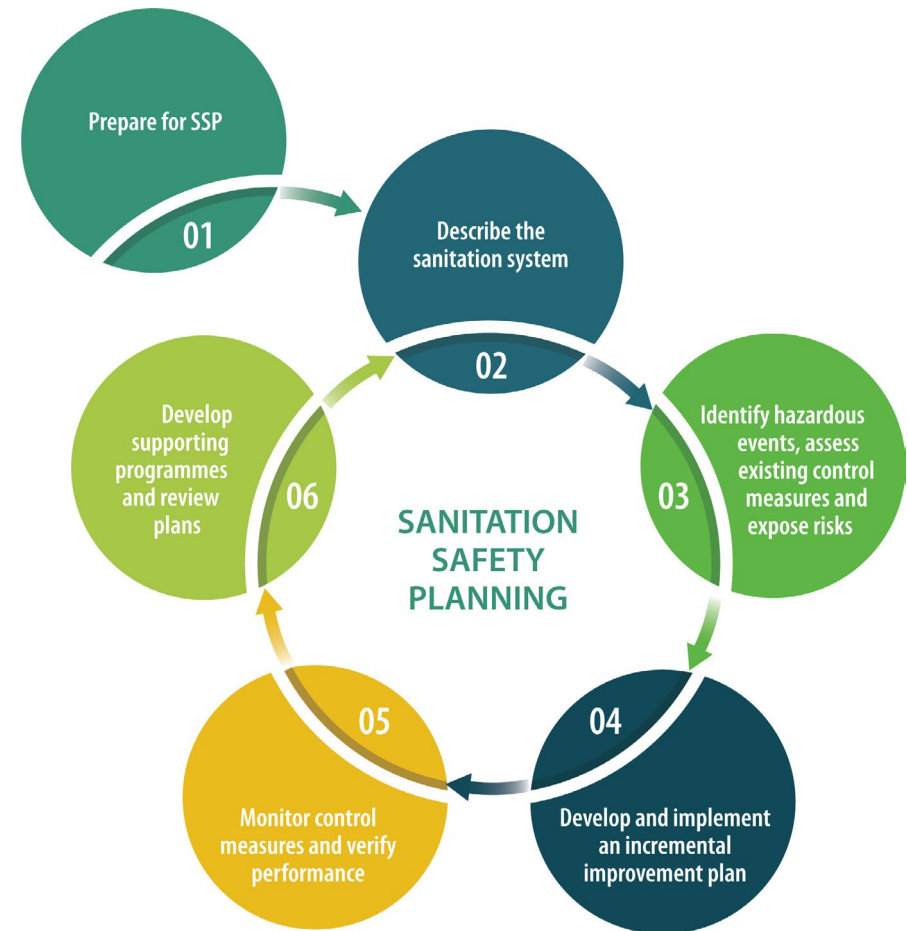 Prepare for SSP
01
Describe the
sanitation system
02
Identify hazardous
events, assess
existing control
measures and
expose risks
03
Develop and implement
an incremental
improvement plan
04
Monitor control
measures and verify
performance
05
Develop
supporting
programmes
and review
plans
06
SANITATION
SAFETY
PLANNING